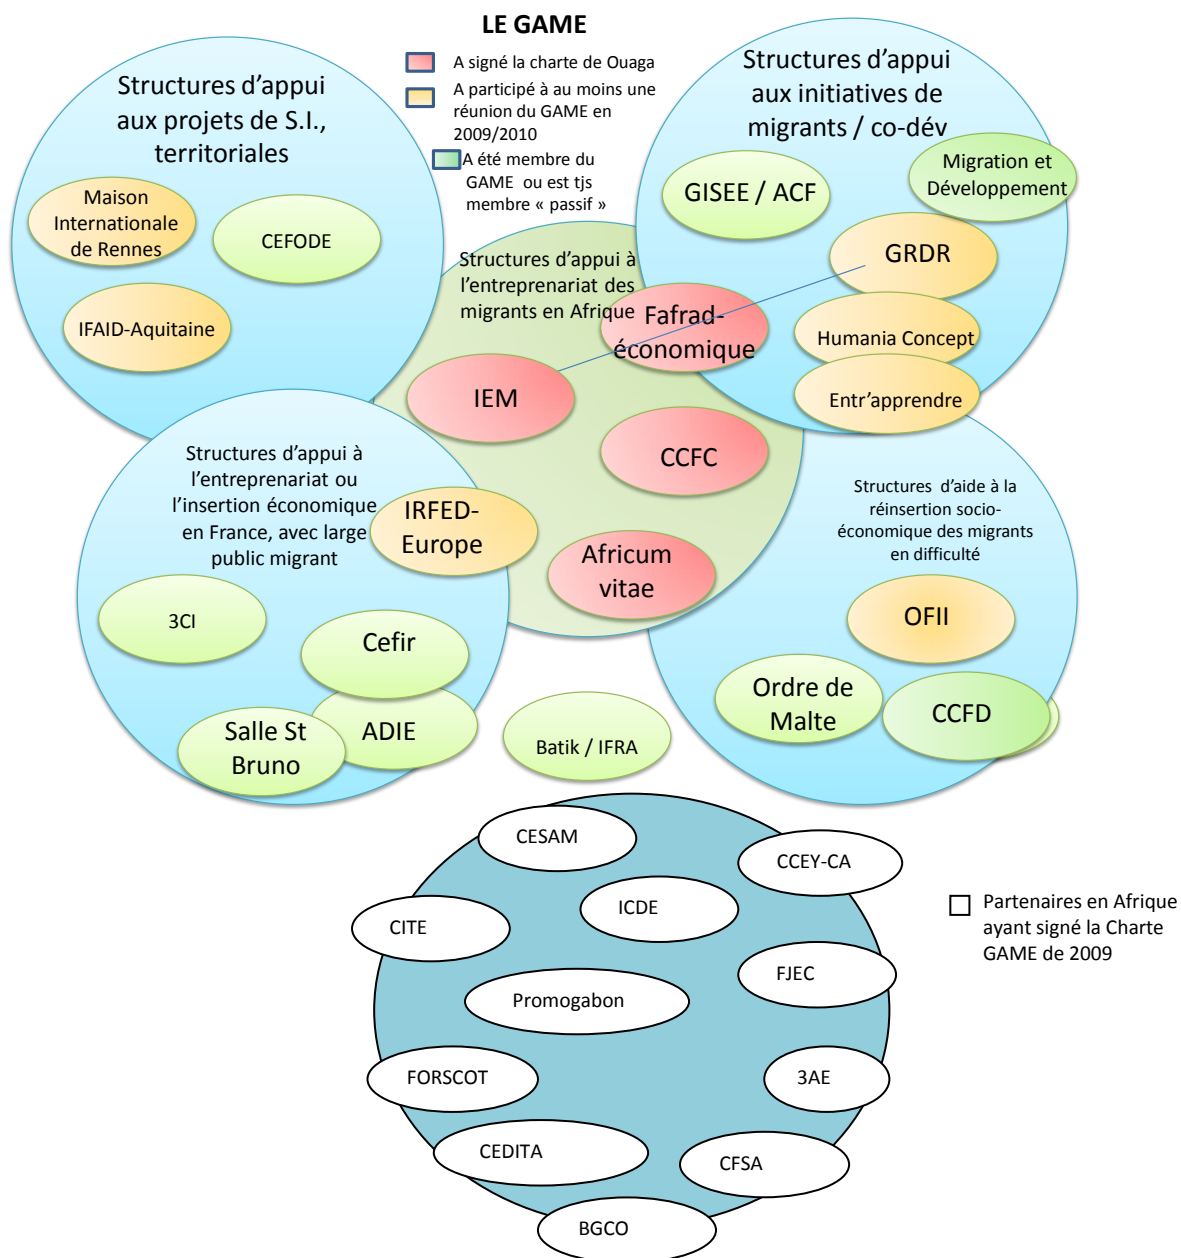 LE GAME
A signé la charte de Ouaga
A participé à au moins une
réunion du GAME en
2009/2010
A été membre du
GAME ou est tjs
membre « passif »
Structures d’appui
aux projets de S.I.,
territoriales
Maison
Internationale
de Rennes
CEFODE
IFAID-Aquitaine
Structures d’appui
aux initiatives de
migrants / co-dév
Migration et
Développement
GISEE / ACF
GRDR
Humania Concept
Entr’apprendre
Structures d’appui à
l’entreprenariat des
migrants en Afrique
Fafrad-
économique
IEM
CCFC
Africum
vitae
Structures d’appui à
l’entreprenariat ou
l’insertion économique
en France, avec large
public migrant
IRFED-
Europe
3CI
Cefir
ADIE
Salle St
Bruno
Structures d’aide à la
réinsertion socio-
économique des migrants
en difficulté
OFII
Ordre de
Malte
CCFD
Batik / IFRA
CESAM
CCEY-CA
ICDE
CITE
FJEC
Promogabon
FORSCOT
3AE
CEDITA
CFSA
BGCO
Partenaires en Afrique
ayant signé la Charte
GAME de 2009